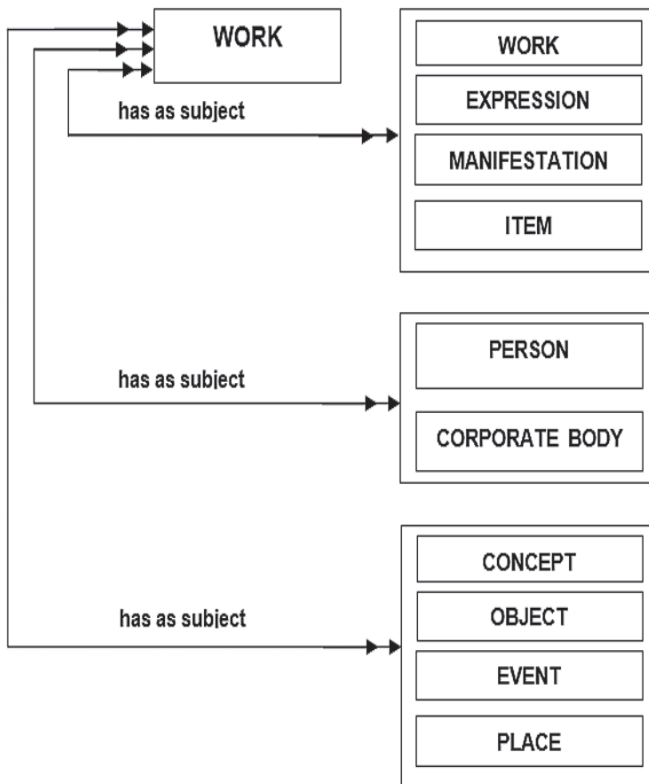 WORK
has as subject
WORK
EXPRESSION
MANIFESTATION
ITEM
has as subject
PERSON
CORPORATE BODY
has as subject
CONCEPT
OBJECT
EVENT
PLACE